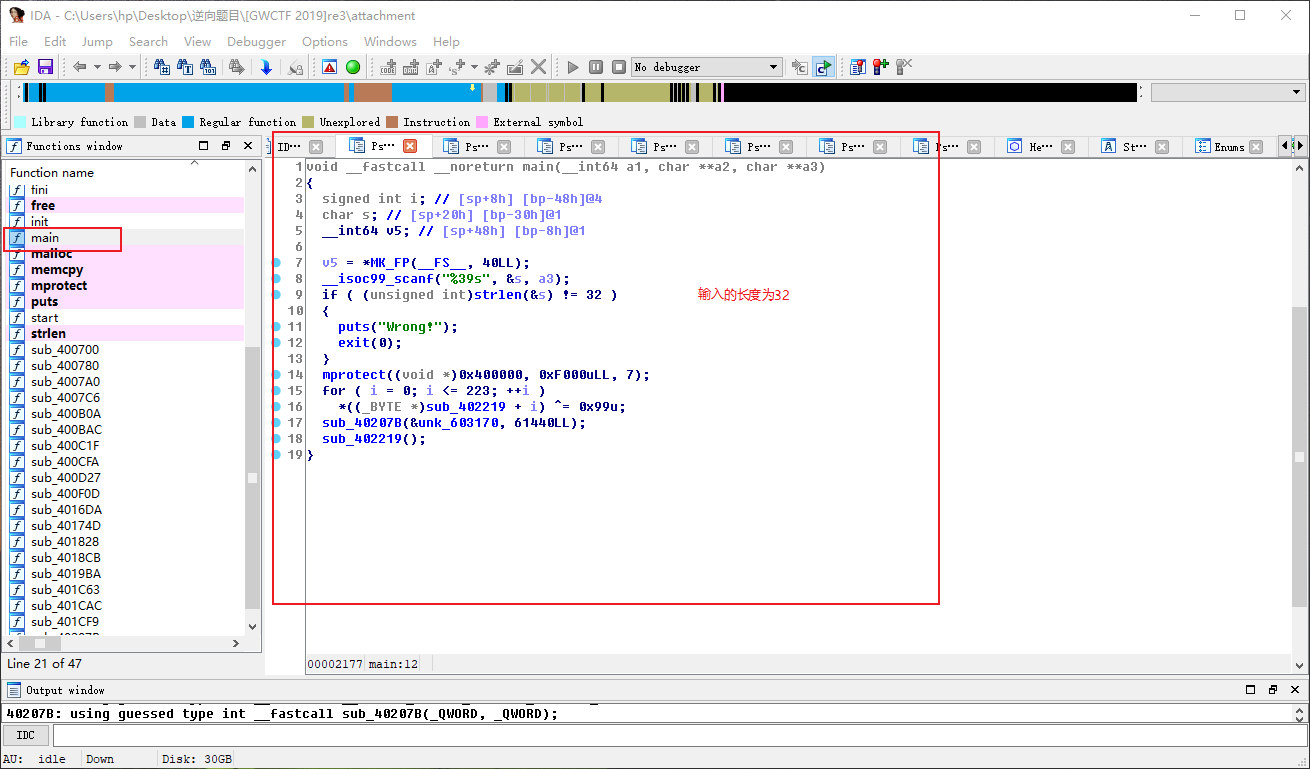 IDA - C:\Users\hp\Desktop\逆向题目\[GWCTF 2019]re3\attachment
File Edit Jump Search View Debugger Options Windows Help
No debugger
Library function Data Regular function Unexplored Instruction External symbol
Functions window
ID··· Ps··· Ps··· Ps··· Ps··· Ps··· Ps··· Ps··· He··· St··· Enums
Function name
fini
free
init
main
malloc
memcpy
mprotect
puts
start
strlen
sub_400700
sub_400780
sub_4007A0
sub_4007C6
sub_400B0A
sub_400BAC
sub_400C1F
sub_400CFA
sub_400D27
sub_400F0D
sub_4016DA
sub_40174D
sub_401828
sub_4018CB
sub_4019BA
sub_401C63
sub_401CAC
sub_401CF9
Line 21 of 47
1 void __fastcall __noreturn main(__int64 a1, char **a2, char **a3)
2 {
3 signed int i; // [sp+8h] [bp-48h]@4
4 char s; // [sp+20h] [bp-30h]@1
5 __int64 v5; // [sp+48h] [bp-8h]@1
6
7 v5 = *MK_FP(__FS__, 40LL);
8 __isoc99_scanf("%39s", &s, a3);
9 if ( (unsigned int)strlen(&s) != 32 ) 输入的长度为32
10 {
11 puts("Wrong!");
12 exit(0);
13 }
14 mprotect((void *)0x400000, 0xF000uLL, 7);
15 for ( i = 0; i <= 223; ++i )
16 *((_BYTE *)sub_402219 + i) ^= 0x99u;
17 sub_40207B(&unk_603170, 61440LL);
18 sub_402219();
19 }
00002177 main:12
Output window
40207B: using guessed type int __fastcall sub_40207B(_QWORD, _QWORD);
IDC
AU: idle Down Disk: 30GB